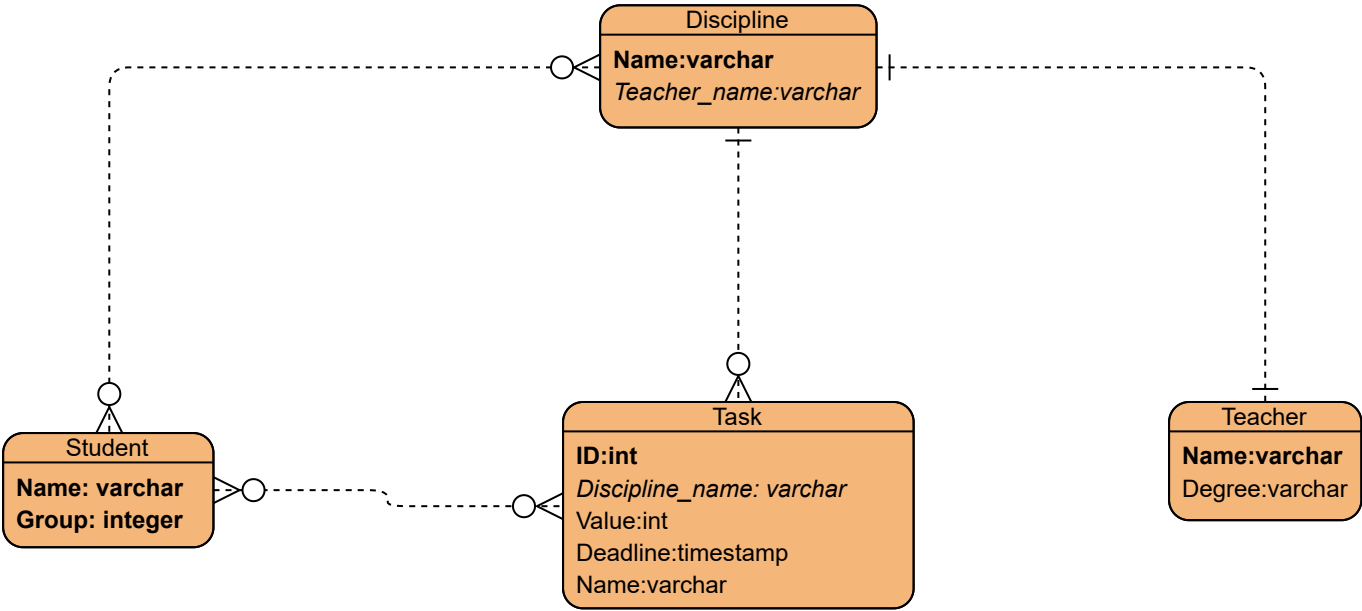 Discipline
Name:varchar
Teacher_name:varchar
Student
Name: varchar
Group: integer
Task
ID:int
Discipline_name: varchar
Value:int
Deadline:timestamp
Name:varchar
Teacher
Name:varchar
Degree:varchar